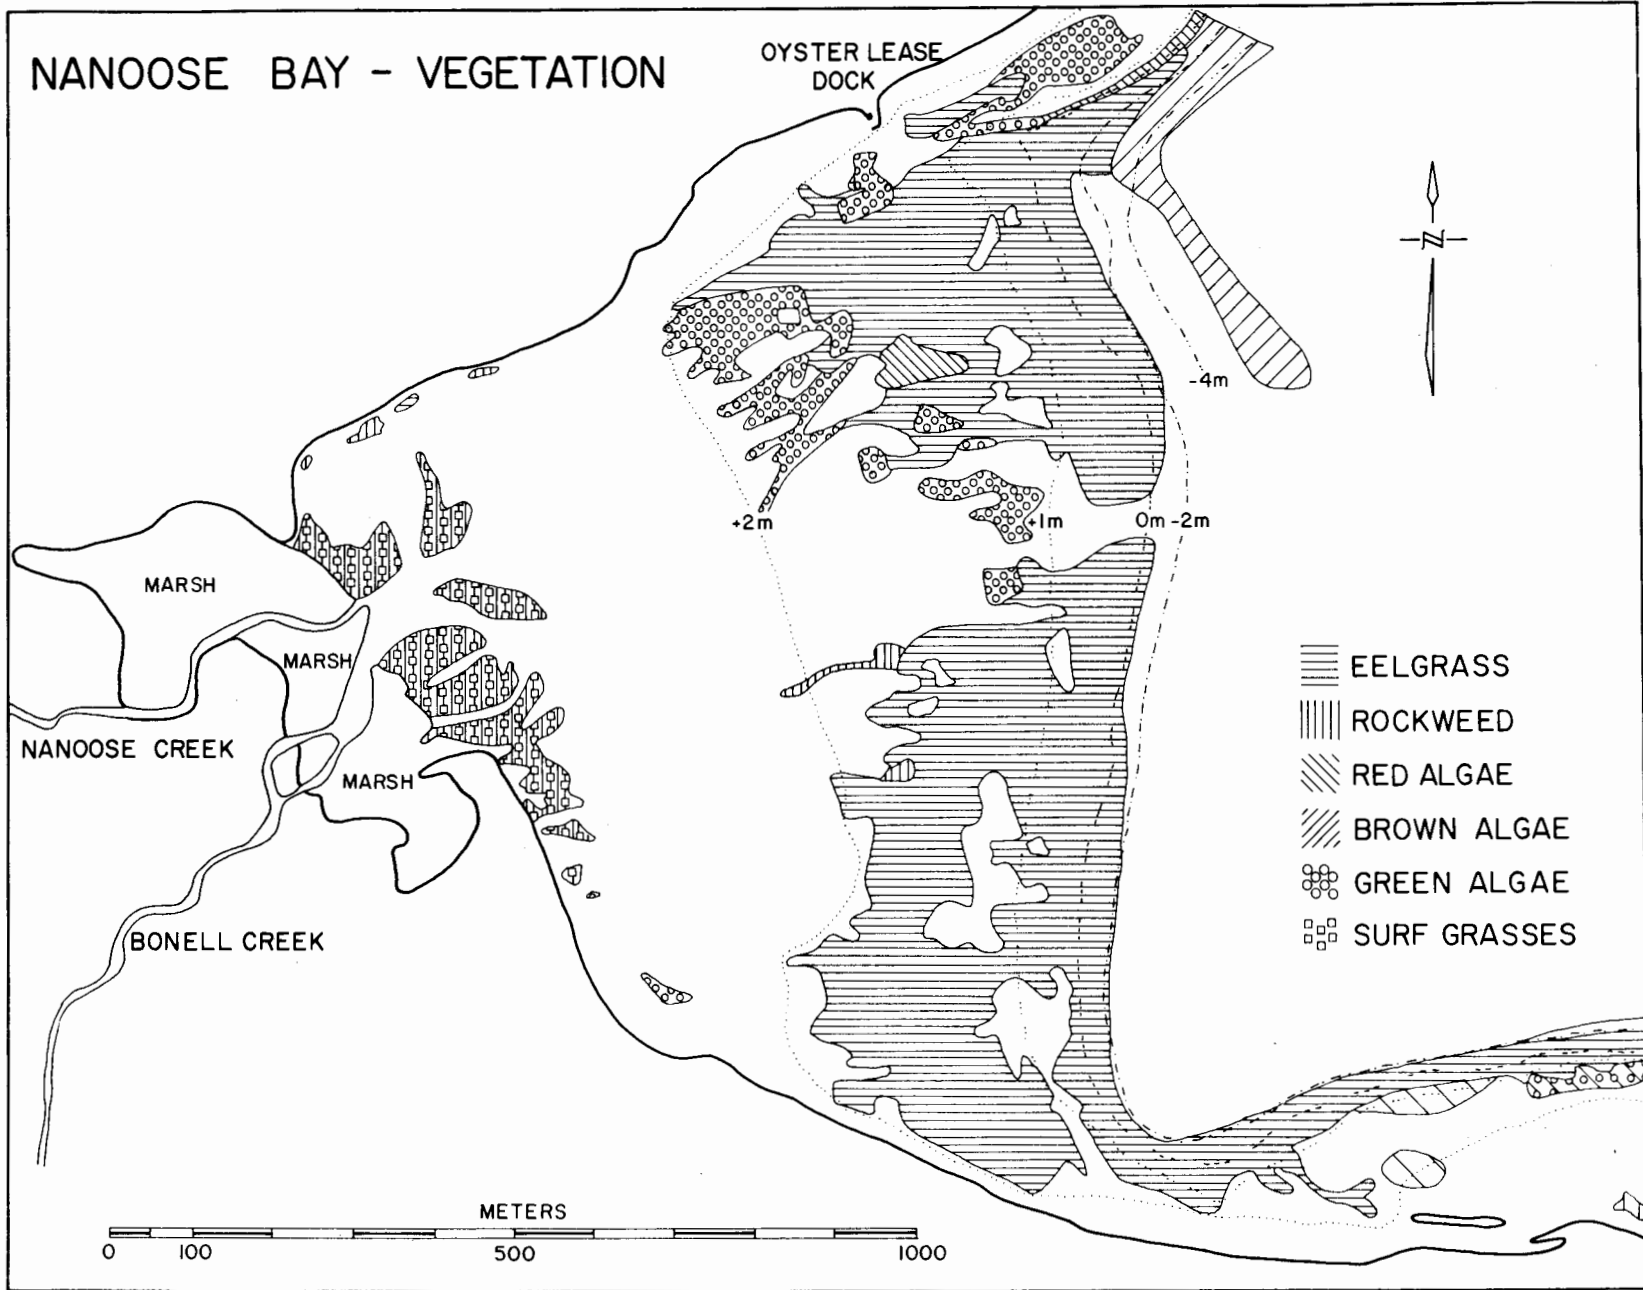 NANOOSE BAY - VEGETATION
OYSTER LEASE
DOCK
N
-4m
+2m
+1m
0m
-2m
MARSH
MARSH
NANOOSE CREEK
MARSH
BONELL CREEK
EELGRASS
ROCKWEED
RED ALGAE
BROWN ALGAE
GREEN ALGAE
SURF GRASSES
METERS
0 100 500 1000